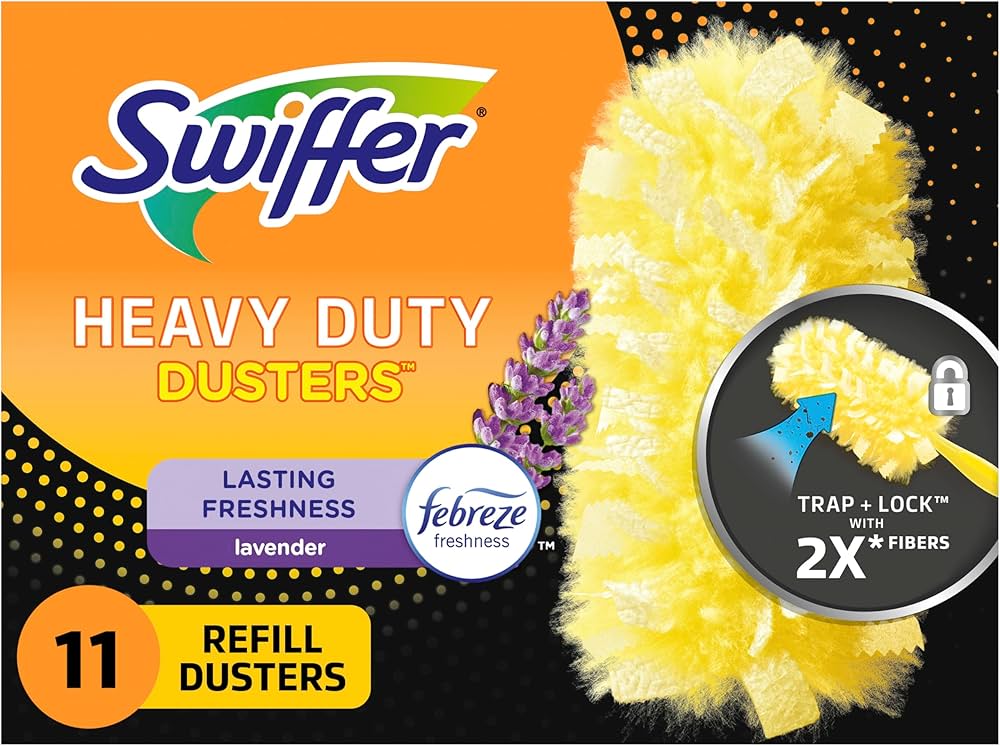 Swiffer®
HEAVY DUTY
DUSTERS™
LASTING
FRESHNESS
lavender
febreze
freshness
™
TRAP + LOCK™
WITH
2X* FIBERS
11
REFILL
DUSTERS